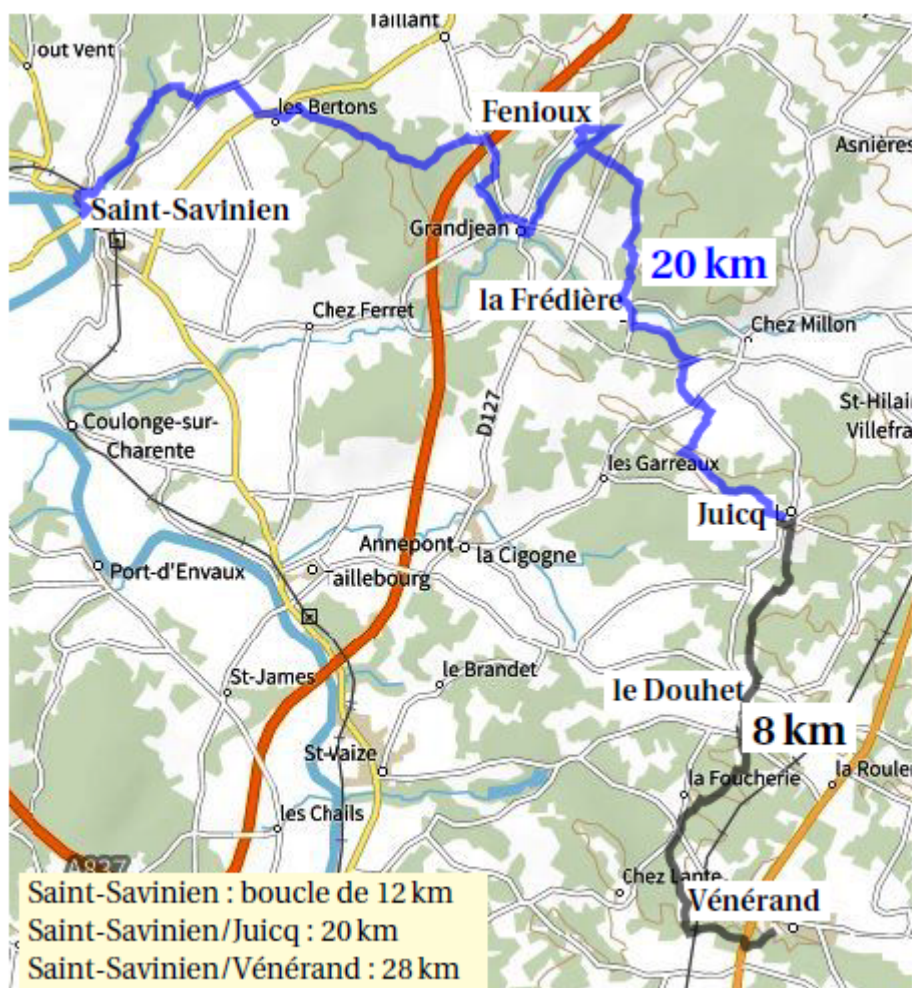 Taillant
Tout Vent
les Bertons
Fenioux
Asnières
Saint-Savinien
Grandjean
20 km
la Frédière
Chez Ferret
Chez Millon
D127
St-Hilair
Villefra
Coulonge-sur-
Charente
les Garreaux
Juicq
Annepont
la Cigogne
Port-d'Envaux
Taillebourg
St-James
le Brandet
le Douhet
8 km
St-Vaize
la Foucherie
la Rouler
les Chails
A837
Chez Lante
Vénérand
Saint-Savinien : boucle de 12 km
Saint-Savinien/Juicq : 20 km
Saint-Savinien/Vénérand : 28 km